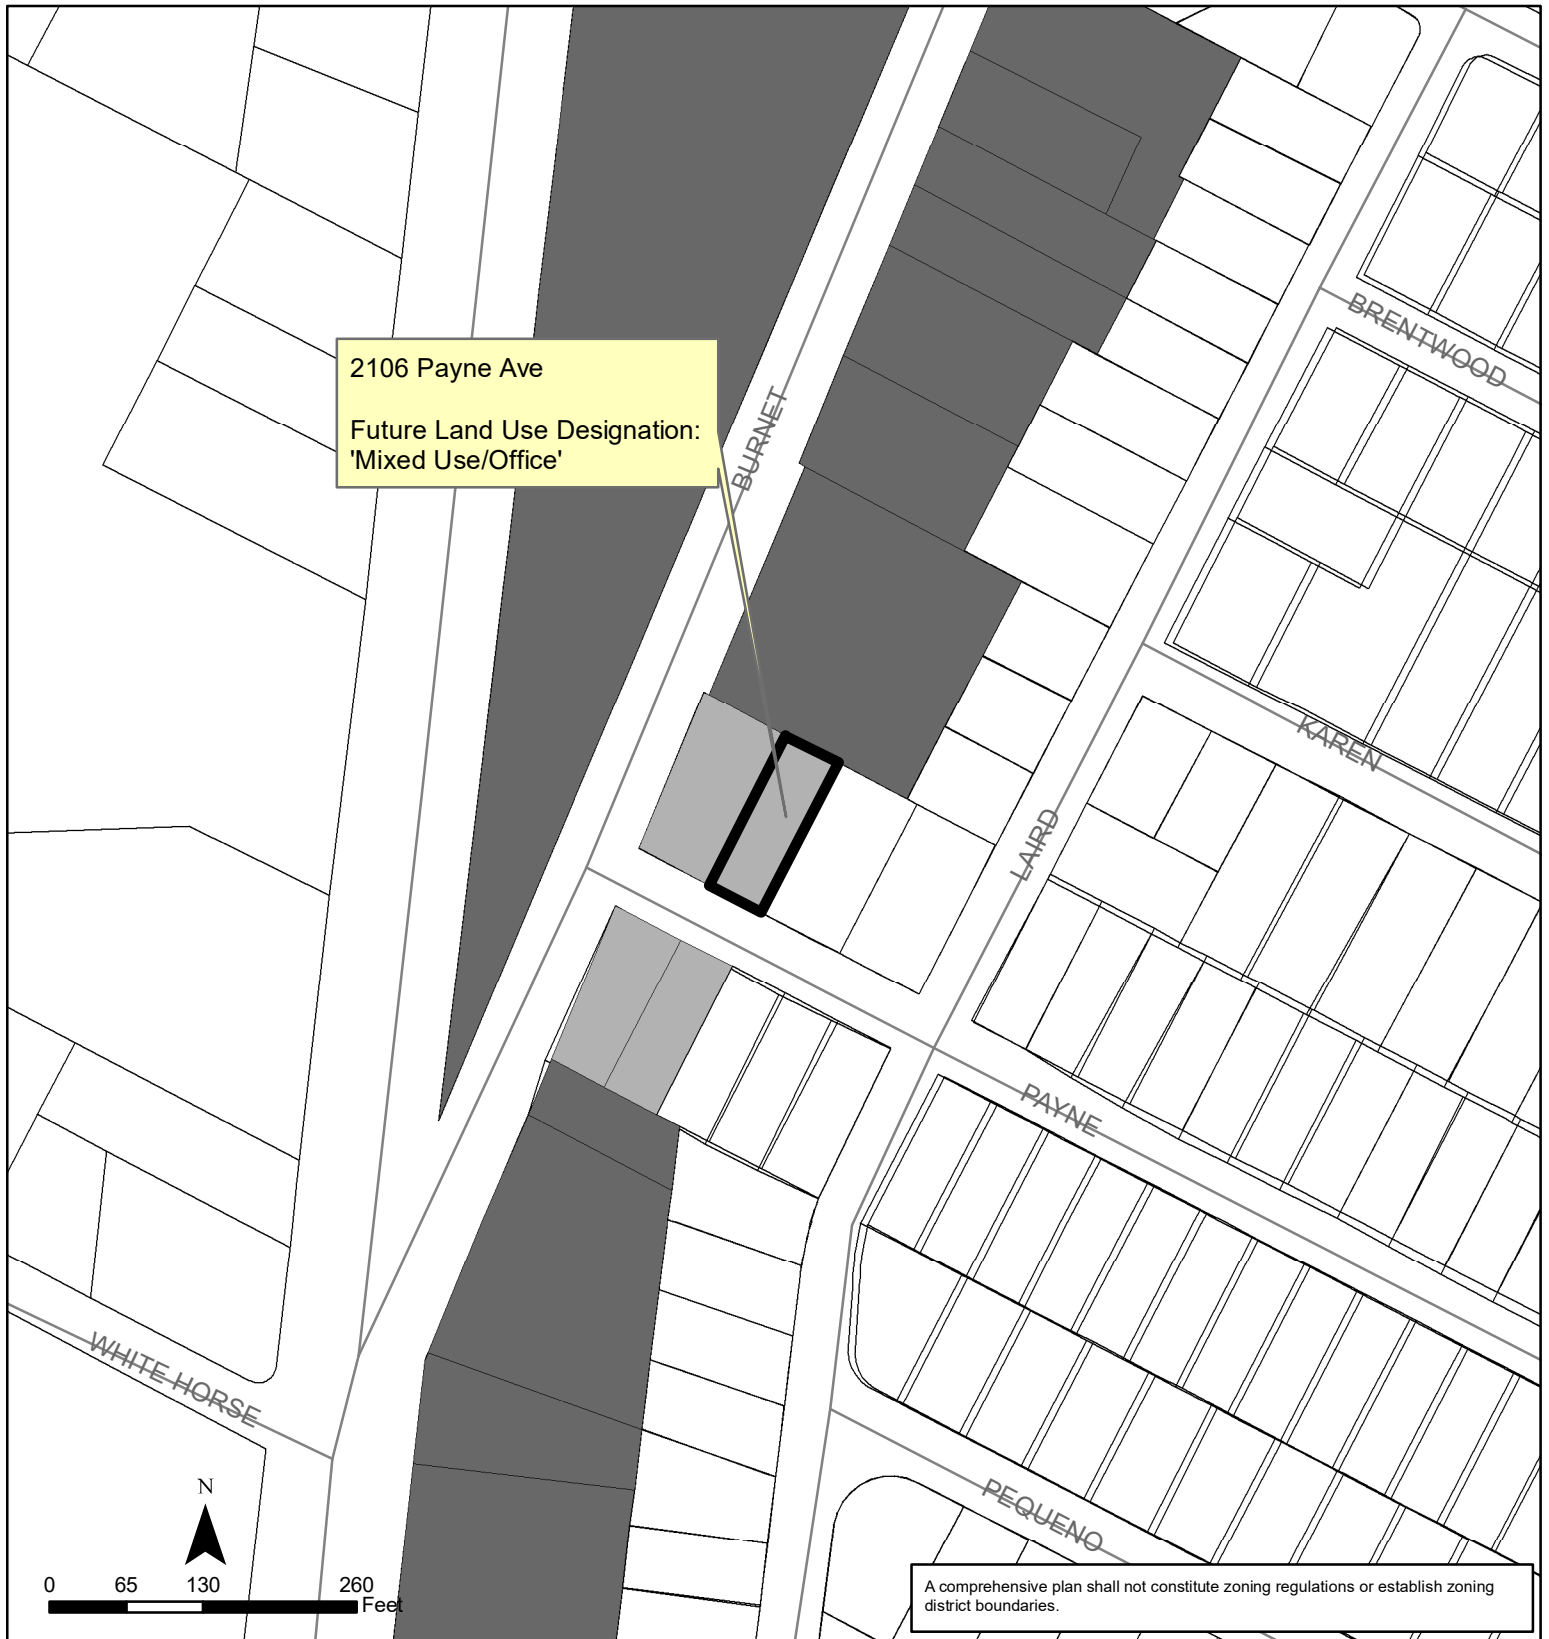 2106 Payne Ave
Future Land Use Designation:
'Mixed Use/Office'
BURNET
BRENTWOOD
KAREN
LAIRD
PAYNE
WHITE HORSE
PEQUENO
N
0 65 130 260
Feet
A comprehensive plan shall not constitute zoning regulations or establish zoning
district boundaries.